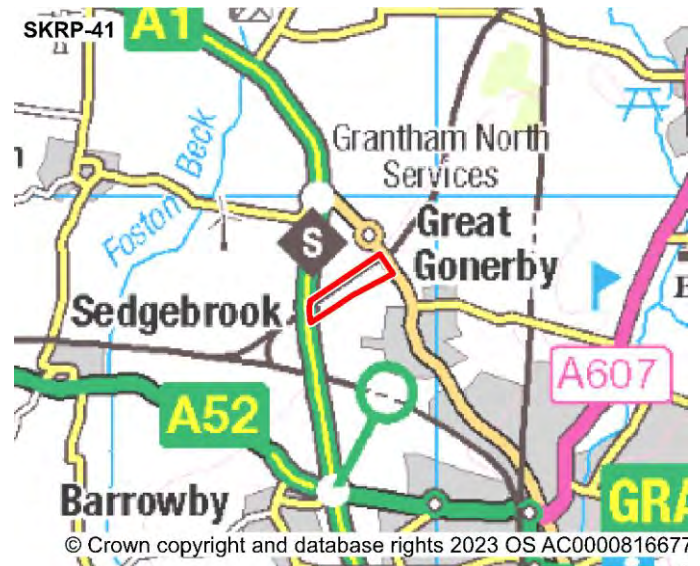 SKRP-41
A1
Grantham North
Services
Foston Beck
S
Great
Gonerby
Sedgebrook
A607
A52
Barrowby
© Crown copyright and database rights 2023 OS AC0000816677